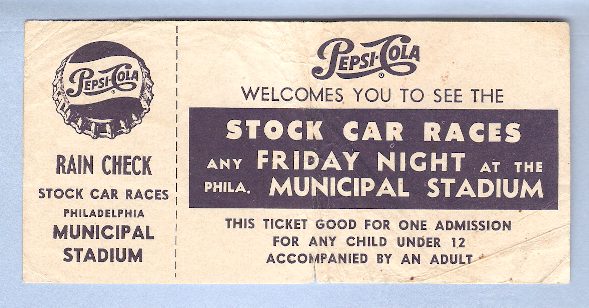 PEPSI-COLA
RAIN CHECK
STOCK CAR RACES
PHILADELPHIA
MUNICIPAL
STADIUM
PEPSI-COLA
WELCOMES YOU TO SEE THE
STOCK CAR RACES
ANY FRIDAY NIGHT AT THE
PHILA. MUNICIPAL STADIUM
THIS TICKET GOOD FOR ONE ADMISSION
FOR ANY CHILD UNDER 12
ACCOMPANIED BY AN ADULT